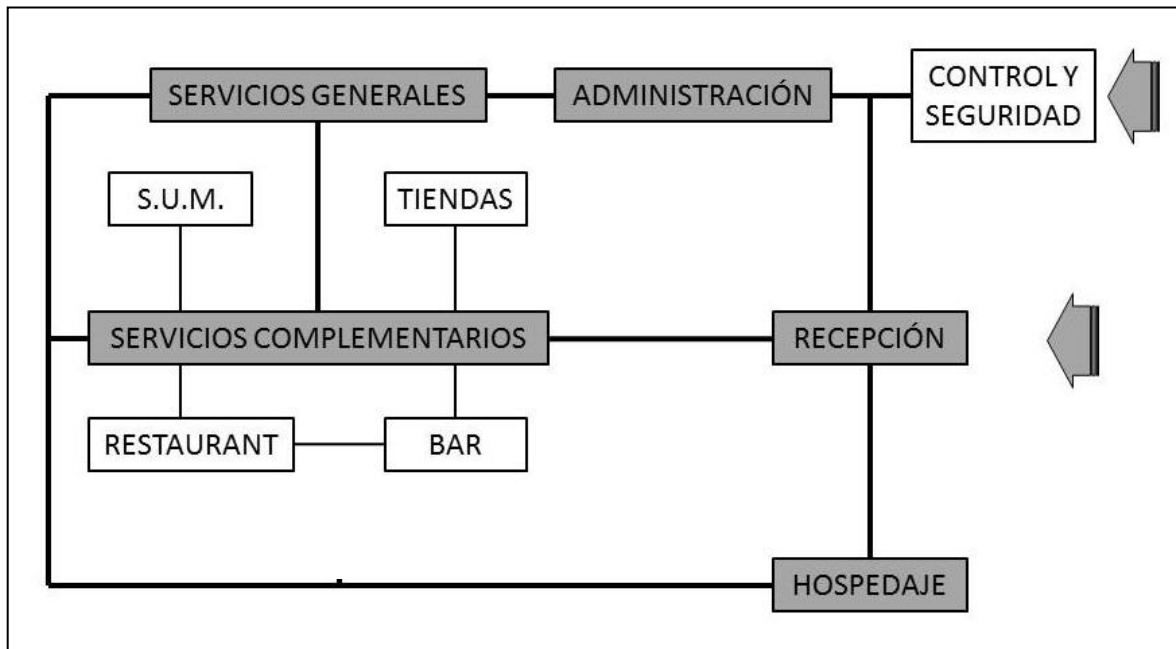 SERVICIOS GENERALES
ADMINISTRACIÓN
CONTROL Y
SEGURIDAD
S.U.M.
TIENDAS
SERVICIOS COMPLEMENTARIOS
RECEPCIÓN
RESTAURANT
BAR
HOSPEDAJE